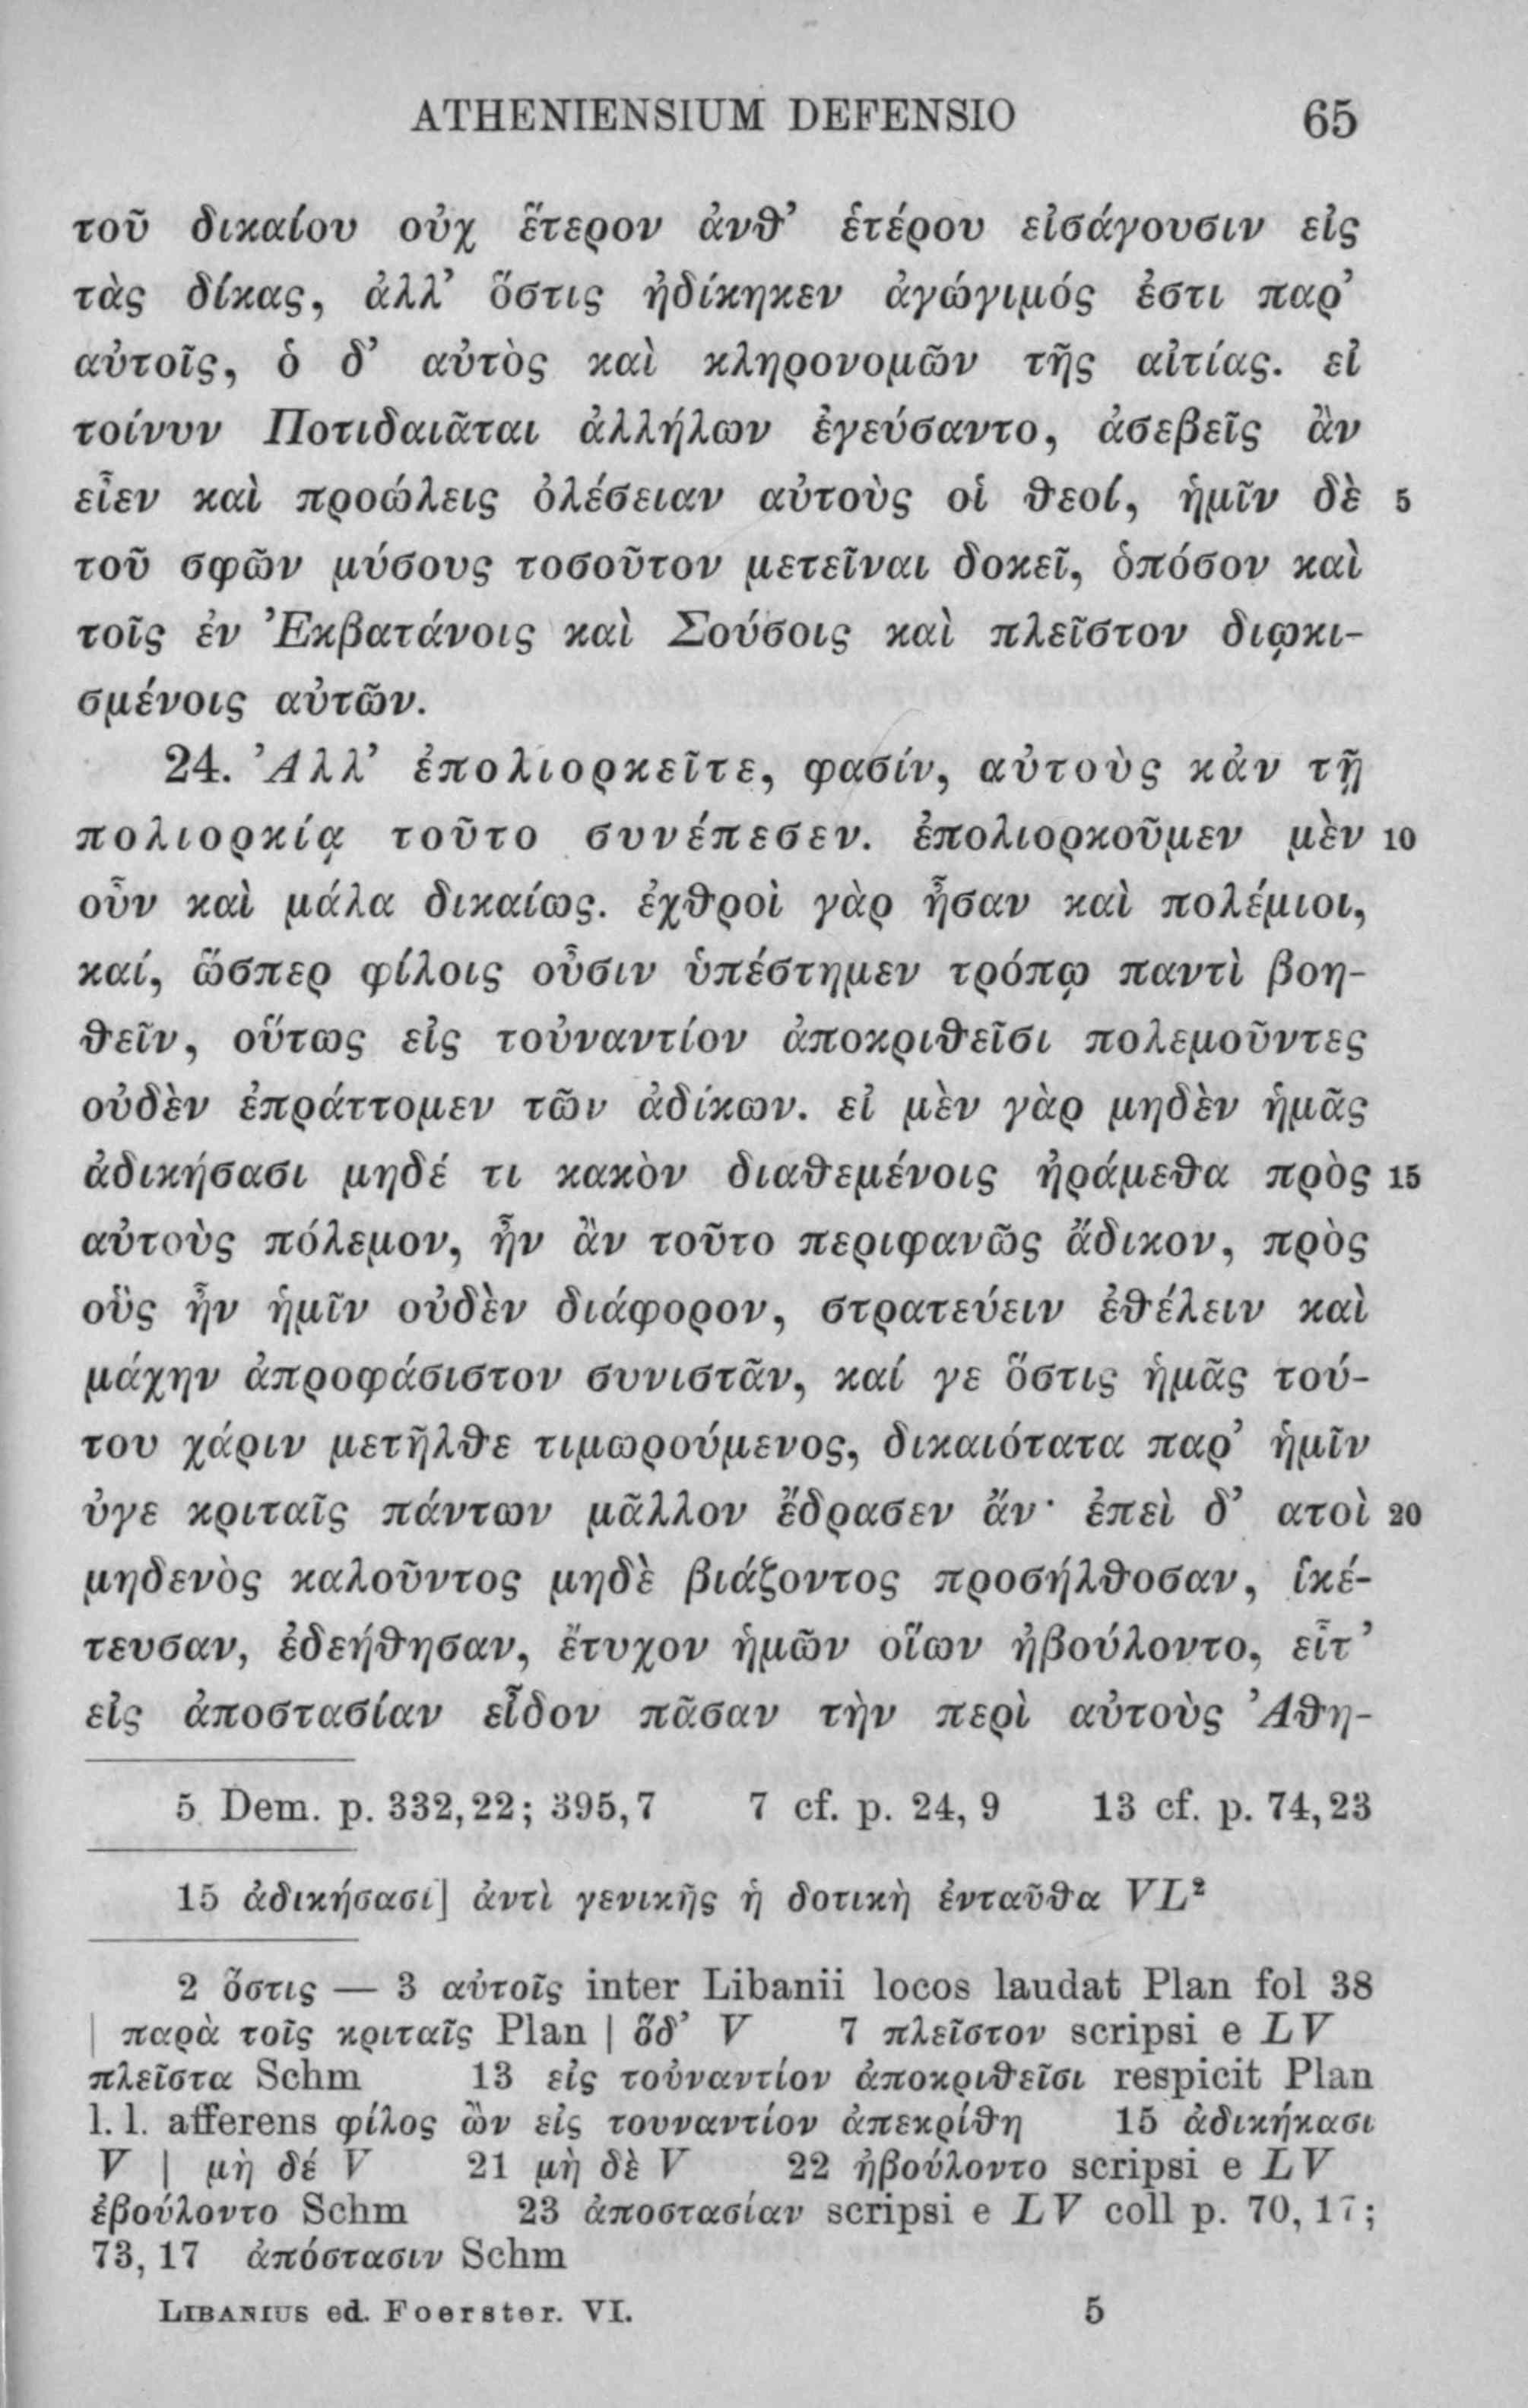 ATHENIENSIUM DEFENSIO 65
τοῦ δικαίου οὐχ ἕτερον ἀνθ’ ἑτέρου εἰσάγουσιν εἰς
τὰς δίκας, ἀλλ’ ὅστις ἠδίκηκεν ἀγώγιμός ἐστι παρ’
αὐτοῖς, ὁ δ’ αὐτὸς καὶ κληρονομῶν τῆς αἰτίας. εἰ
τοίνυν Ποτιδαιᾶται ἀλλήλων ἐγεύσαντο, ἀσεβεῖς ἂν
εἶεν καὶ προώλεις ὀλέσειαν αὐτοὺς οἱ θεοί, ἡμῖν δὲ 5
τοῦ σφῶν μύσους τοσοῦτον μετεῖναι δοκεῖ, ὁπόσον καὶ
τοῖς ἐν Ἐκβατάνοις καὶ Σούσοις καὶ πλεῖστον διῳκι-
σμένοις αὐτῶν.
24. Ἀλλ’ ἐπολιορκεῖτε, φασίν, αὐτοὺς κἀν τῇ
πολιορκίᾳ τοῦτο συνέπεσεν. ἐπολιορκοῦμεν μὲν 10
οὖν καὶ μάλα δικαίως. ἐχθροὶ γὰρ ἦσαν καὶ πολέμιοι,
καί, ὥσπερ φίλοις οὖσιν ὑπέστημεν τρόπῳ παντὶ βοη-
θεῖν, οὕτως εἰς τοὐναντίον ἀποκριθεῖσι πολεμοῦντες
οὐδὲν ἐπράττομεν τῶν ἀδίκων. εἰ μὲν γὰρ μηδὲν ἡμᾶς
ἀδικήσασι μηδέ τι κακὸν διαθεμένοις ἠράμεθα πρὸς 15
αὐτοὺς πόλεμον, ἦν ἂν τοῦτο περιφανῶς ἄδικον, πρὸς
οὓς ἦν ἡμῖν οὐδὲν διάφορον, στρατεύειν ἐθέλειν καὶ
μάχην ἀπροφάσιστον συνιστᾶν, καί γε ὅστις ἡμᾶς τού-
του χάριν μετῆλθε τιμωρούμενος, δικαιότατα παρ’ ἡμῖν
ὑγε κριταῖς πάντων μᾶλλον ἔδρασεν ἄν· ἐπεὶ δ’ ατοὶ 20
μηδενὸς καλοῦντος μηδὲ βιάζοντος προσήλθοσαν, ἱκέ-
τευσαν, ἐδεήθησαν, ἔτυχον ἡμῶν οἵων ἠβούλοντο, εἶτ’
εἰς ἀποστασίαν εἶδον πᾶσαν τὴν περὶ αὐτοὺς Ἀθη-
5 Dem. p. 332,22; 395,7 7 cf. p. 24, 9 13 cf. p. 74,23
15 ἀδικήσασι] ἀντὶ γενικῆς ἡ δοτικὴ ἐνταῦθα VL²
2 ὅστις — 3 αὐτοῖς inter Libanii locos laudat Plan fol 38
| παρὰ τοῖς κριταῖς Plan | ὅδ’ V 7 πλεῖστον scripsi e LV
πλεῖστα Schm 13 εἰς τοὐναντίον ἀποκριθεῖσι respicit Plan
l. l. afferens φίλος ὢν εἰς τουναντίον ἀπεκρίθη 15 ἀδικήκασι
V | μὴ δέ V 21 μὴ δὲ V 22 ἠβούλοντο scripsi e LV
ἐβούλοντο Schm 23 ἀποστασίαν scripsi e LV coll p. 70, 17;
73, 17 ἀπόστασιν Schm
LIBANIUS ed. Foerster. VI. 5